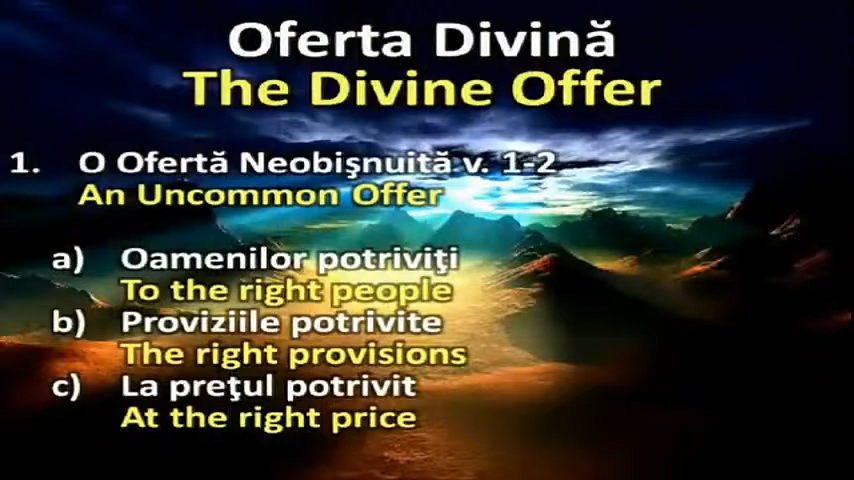 Oferta Divină
The Divine Offer
1. O Ofertă Neobişnuită v. 1-2
An Uncommon Offer
a) Oamenilor potriviţi
To the right people
b) Proviziile potrivite
The right provisions
c) La preţul potrivit
At the right price